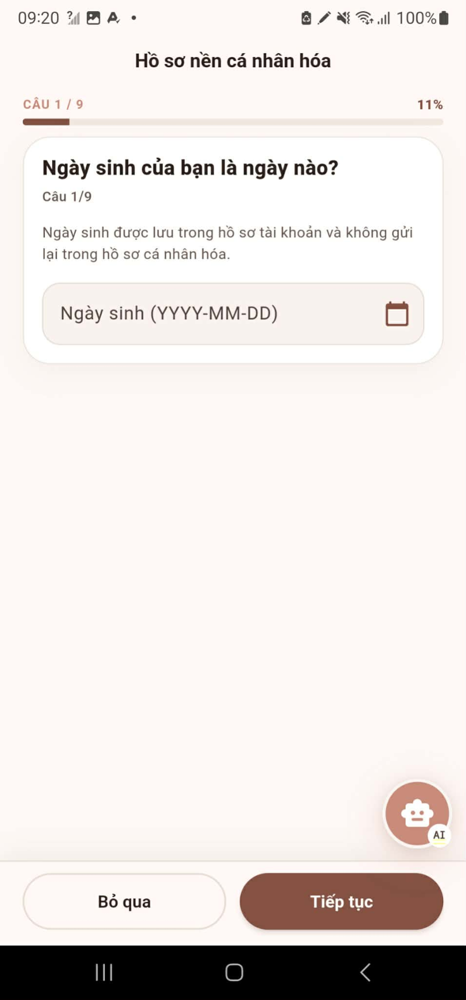 09:20
100%
Hồ sơ nền cá nhân hóa
CÂU 1 / 9
11%
Ngày sinh của bạn là ngày nào?
Câu 1/9
Ngày sinh được lưu trong hồ sơ tài khoản và không gửi
lại trong hồ sơ cá nhân hóa.
Ngày sinh (YYYY-MM-DD)
AI
Bỏ qua
Tiếp tục